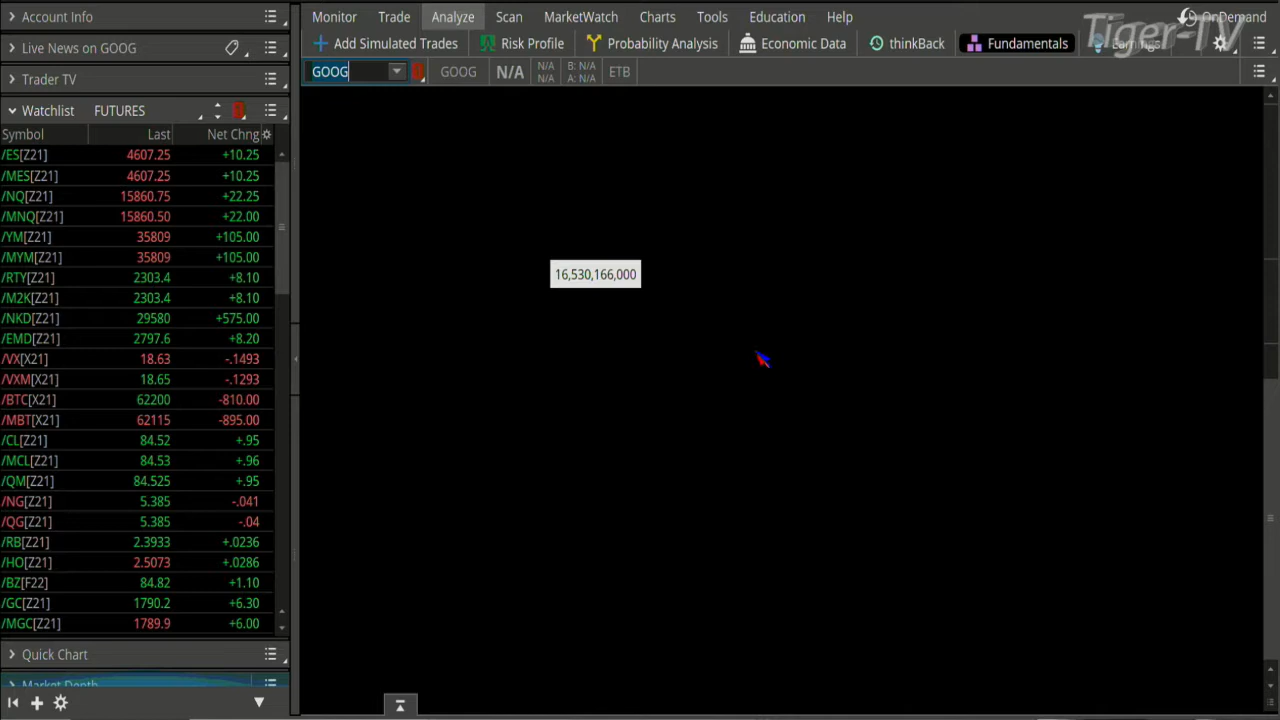 Account Info
Live News on GOOG
Trader TV
Watchlist FUTURES
Symbol Last Net Chng
/ES[Z21] 4607.25 +10.25
/MES[Z21] 4607.25 +10.25
/NQ[Z21] 15860.75 +22.25
/MNQ[Z21] 15860.50 +22.00
/YM[Z21] 35809 +105.00
/MYM[Z21] 35809 +105.00
/RTY[Z21] 2303.4 +8.10
/M2K[Z21] 2303.4 +8.10
/NKD[Z21] 29580 +575.00
/EMD[Z21] 2797.6 +8.20
/VX[X21] 18.63 -.1493
/VXM[X21] 18.65 -.1293
/BTC[X21] 62200 -810.00
/MBT[X21] 62115 -895.00
/CL[Z21] 84.52 +.95
/MCL[Z21] 84.53 +.96
/QM[Z21] 84.525 +.95
/NG[Z21] 5.385 -.041
/QG[Z21] 5.385 -.04
/RB[Z21] 2.3933 +.0236
/HO[Z21] 2.5073 +.0286
/BZ[F22] 84.82 +1.10
/GC[Z21] 1790.2 +6.30
/MGC[Z21] 1789.9 +6.00
Quick Chart
Market Depth
Monitor Trade Analyze Scan MarketWatch Charts Tools Education Help OnDemand
Tiger-TV
Add Simulated Trades Risk Profile Probability Analysis Economic Data thinkBack Fundamentals Earnings
GOOG GOOG N/A N/A B: N/A ETB
N/A A: N/A
16,530,166,000